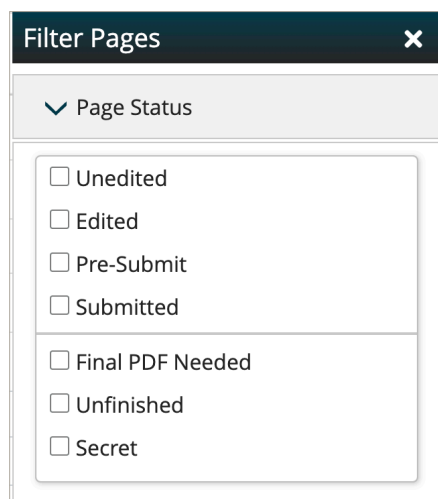 Filter Pages
Page Status
Unedited
Edited
Pre-Submit
Submitted
Final PDF Needed
Unfinished
Secret